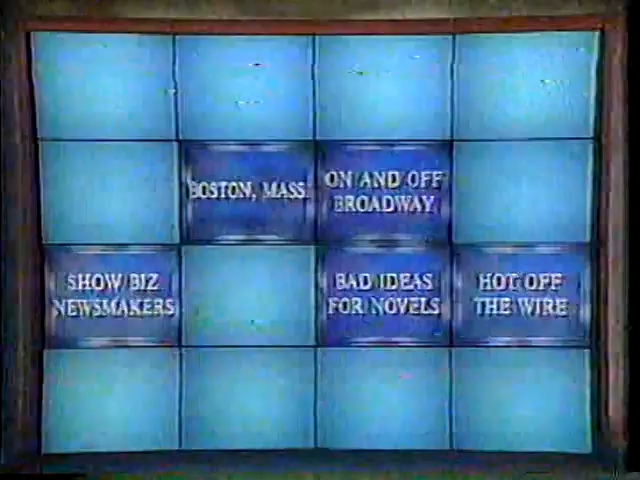 BOSTON, MASS.
ON AND OFF
BROADWAY
SHOW BIZ
NEWSMAKERS
BAD IDEAS
FOR NOVELS
HOT OFF
THE WIRE